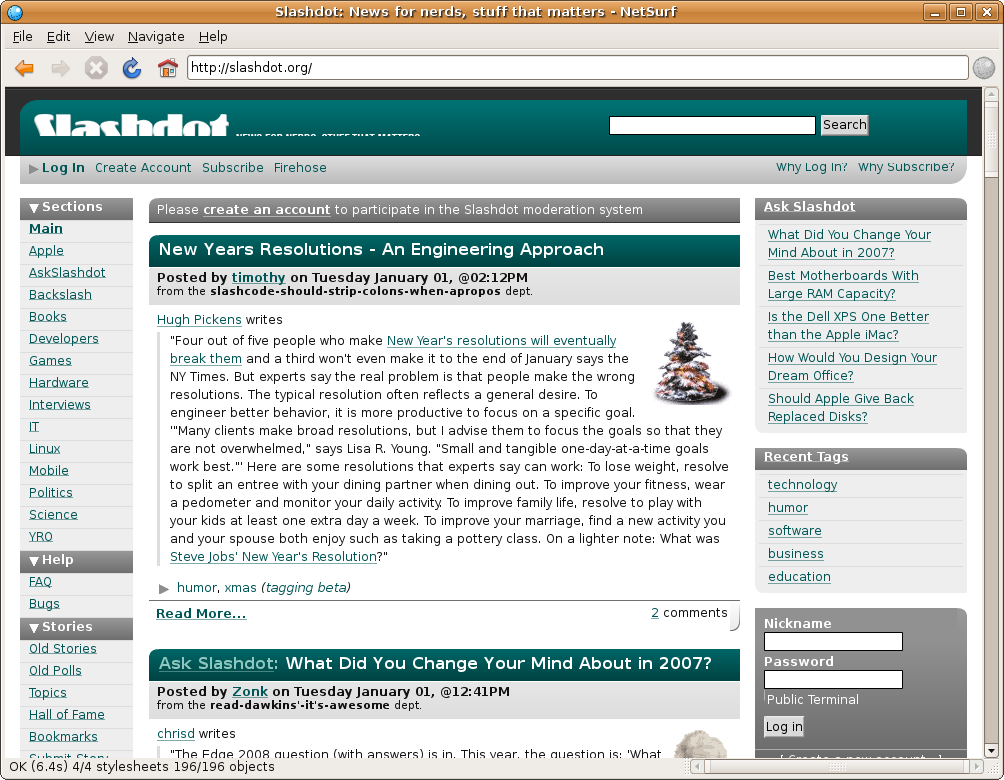 Slashdot: News for nerds, stuff that matters - NetSurf
File Edit View Navigate Help
http://slashdot.org/
Slashdot NEWS FOR NERDS. STUFF THAT MATTERS.
Search
Log In Create Account Subscribe Firehose
Why Log In? Why Subscribe?
Sections
Main
Apple
AskSlashdot
Backslash
Books
Developers
Games
Hardware
Interviews
IT
Linux
Mobile
Politics
Science
YRO
Help
FAQ
Bugs
Stories
Old Stories
Old Polls
Topics
Hall of Fame
Bookmarks
Submit Story
Please create an account to participate in the Slashdot moderation system
New Years Resolutions - An Engineering Approach
Posted by timothy on Tuesday January 01, @02:12PM
from the slashcode-should-strip-colons-when-apropos dept.
Hugh Pickens writes
"Four out of five people who make New Year's resolutions will eventually
break them and a third won't even make it to the end of January says the
NY Times. But experts say the real problem is that people make the wrong
resolutions. The typical resolution often reflects a general desire. To
engineer better behavior, it is more productive to focus on a specific goal.
'"Many clients make broad resolutions, but I advise them to focus the goals so that they
are not overwhelmed," says Lisa R. Young. "Small and tangible one-day-at-a-time goals
work best."' Here are some resolutions that experts say can work: To lose weight, resolve
to split an entree with your dining partner when dining out. To improve your fitness, wear
a pedometer and monitor your daily activity. To improve family life, resolve to play with
your kids at least one extra day a week. To improve your marriage, find a new activity you
and your spouse both enjoy such as taking a pottery class. On a lighter note: What was
Steve Jobs' New Year's Resolution?"
humor, xmas (tagging beta)
Read More...
2 comments
Ask Slashdot: What Did You Change Your Mind About in 2007?
Posted by Zonk on Tuesday January 01, @12:41PM
from the read-dawkins'-it's-awesome dept.
chrisd writes
"The Edge 2008 question (with answers) is in. This year, the question is: 'What
Ask Slashdot
What Did You Change Your
Mind About in 2007?
Best Motherboards With
Large RAM Capacity?
Is the Dell XPS One Better
than the Apple iMac?
How Would You Design Your
Dream Office?
Should Apple Give Back
Replaced Disks?
Recent Tags
technology
humor
software
business
education
Nickname
Password
Public Terminal
Log in
[ Create a new account ]
OK (6.4s) 4/4 stylesheets 196/196 objects